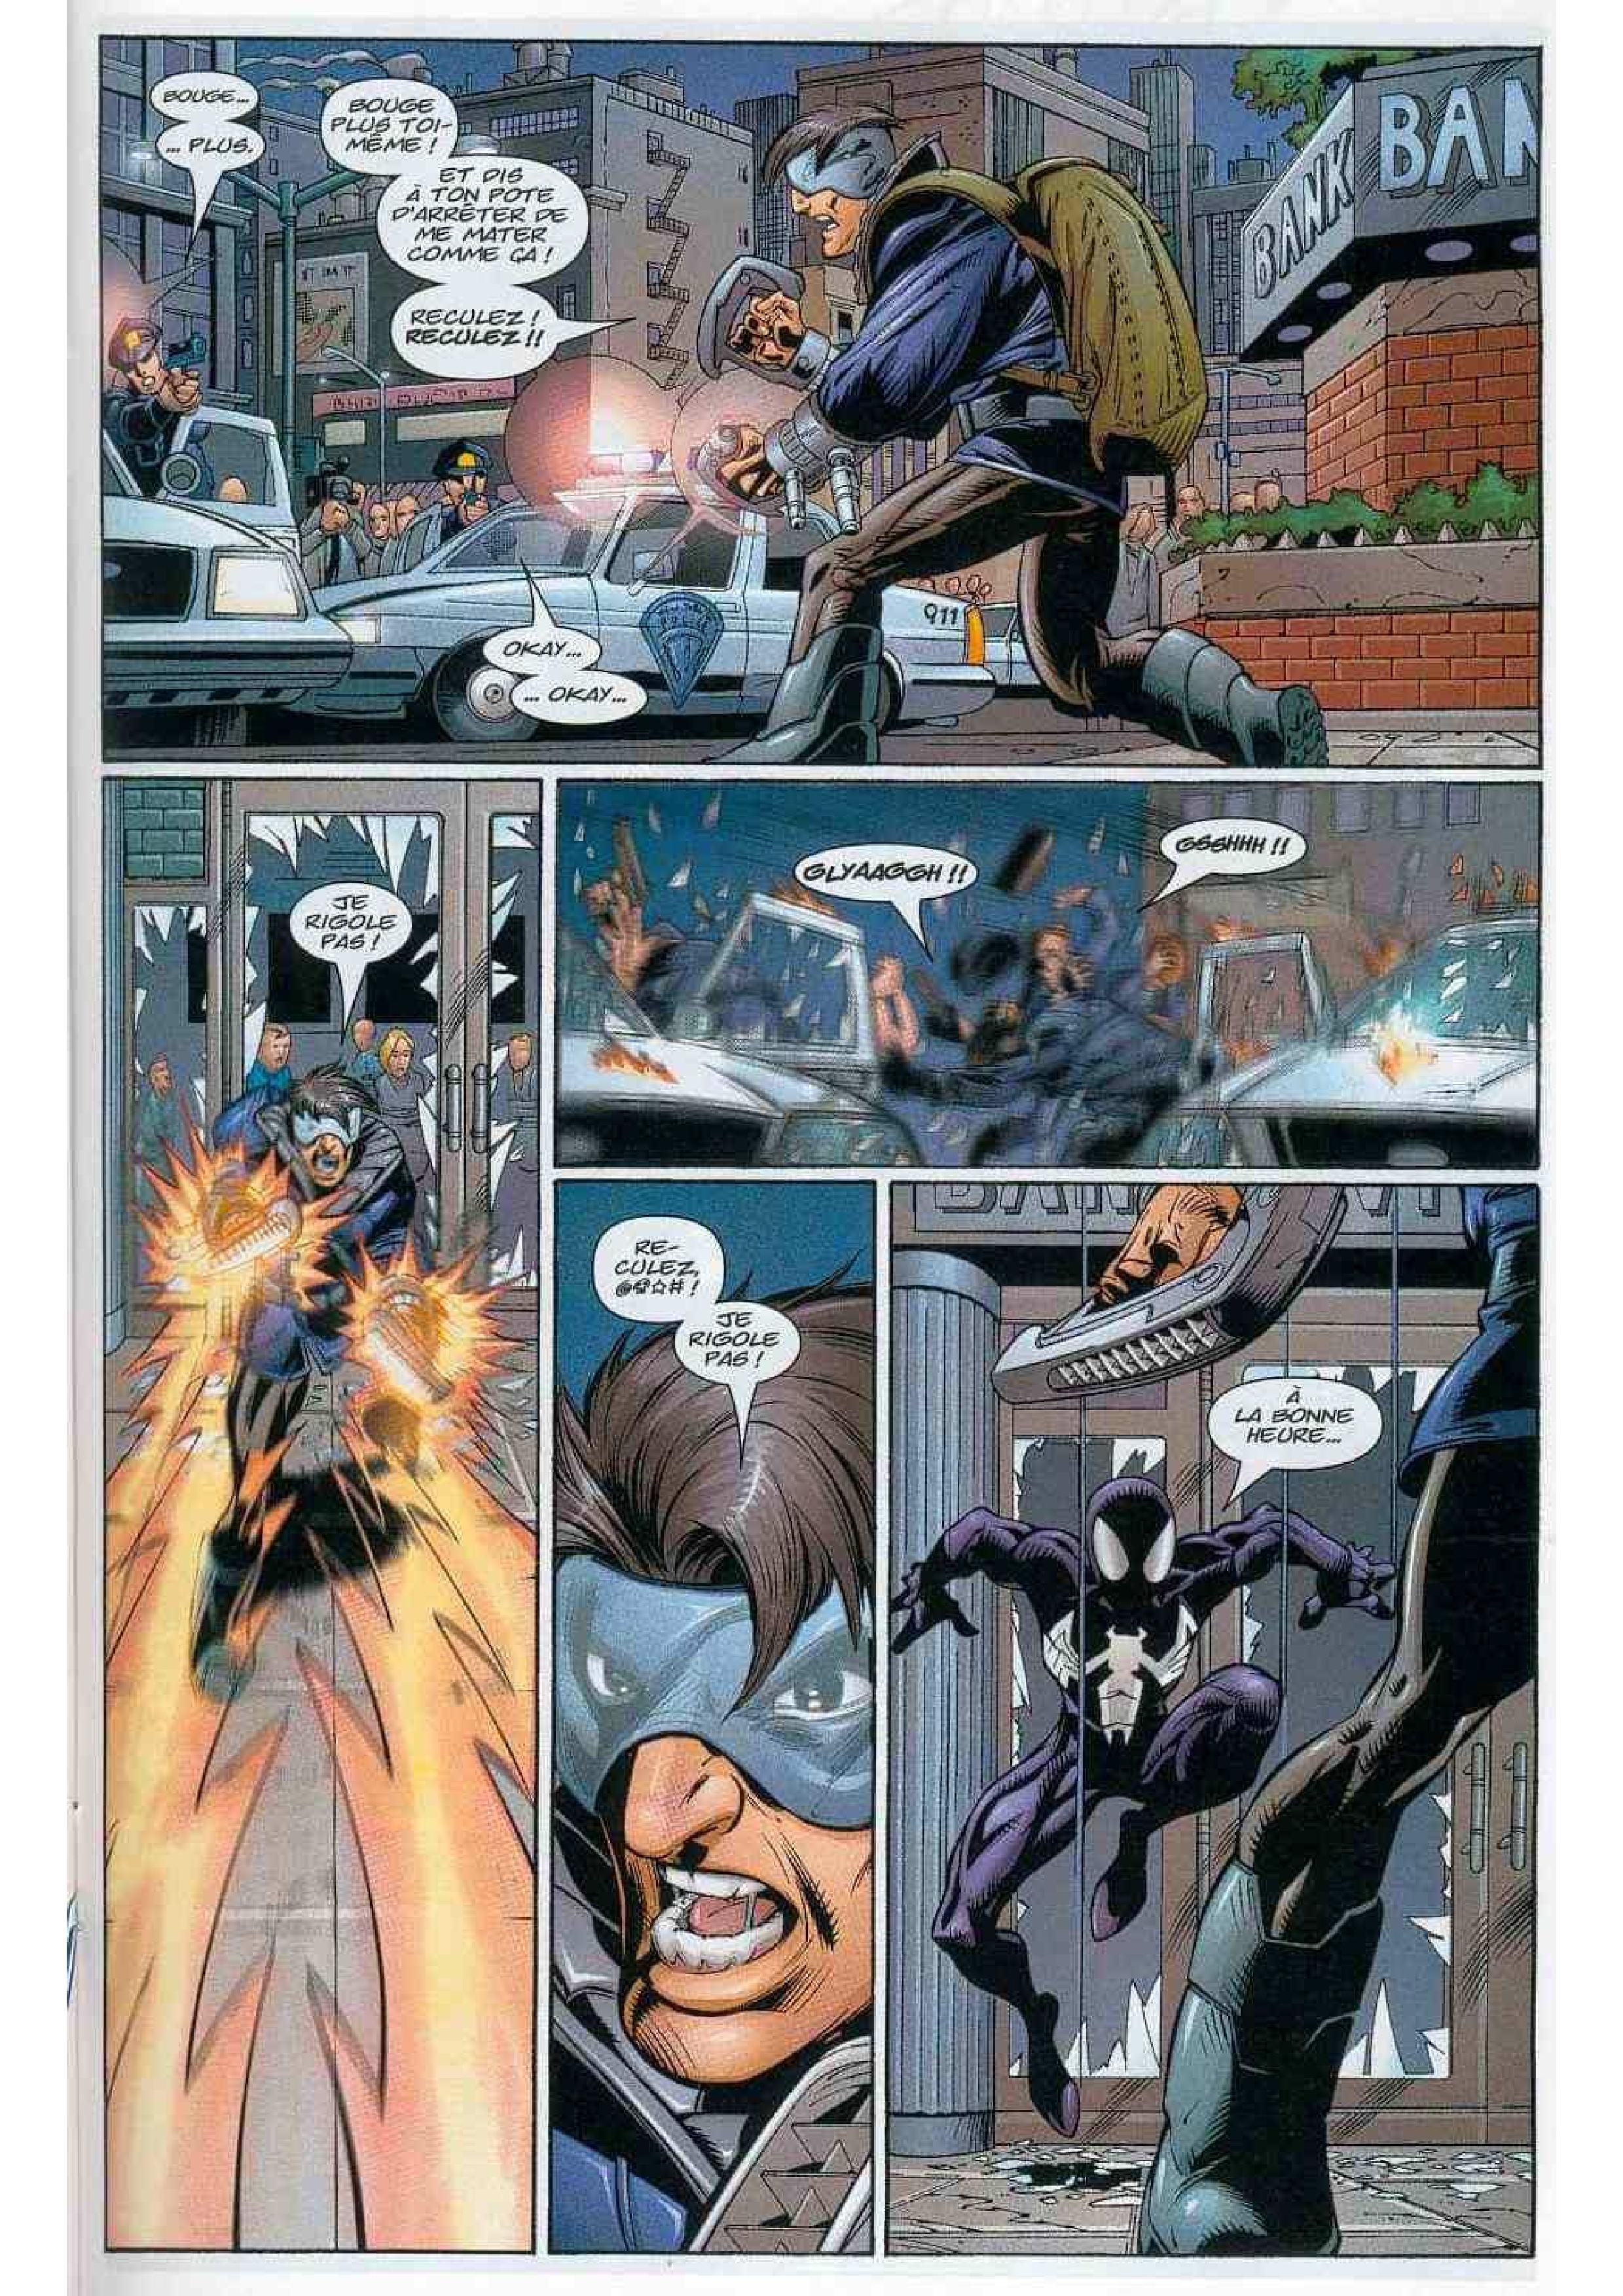 BOUGE...
... PLUS.
BOUGE
PLUS TOI-
MÊME !
ET DIS
À TON POTE
D'ARRÊTER DE
ME MATER
COMME ÇA !
RECULEZ !
RECULEZ !!
BANK
BAN
911
OKAY...
... OKAY...
JE
RIGOLE
PAS !
GLYAAGGH !!
GSSHHH !!
RE-
CULEZ,
@#☆# !
JE
RIGOLE
PAS !
À
LA BONNE
HEURE...